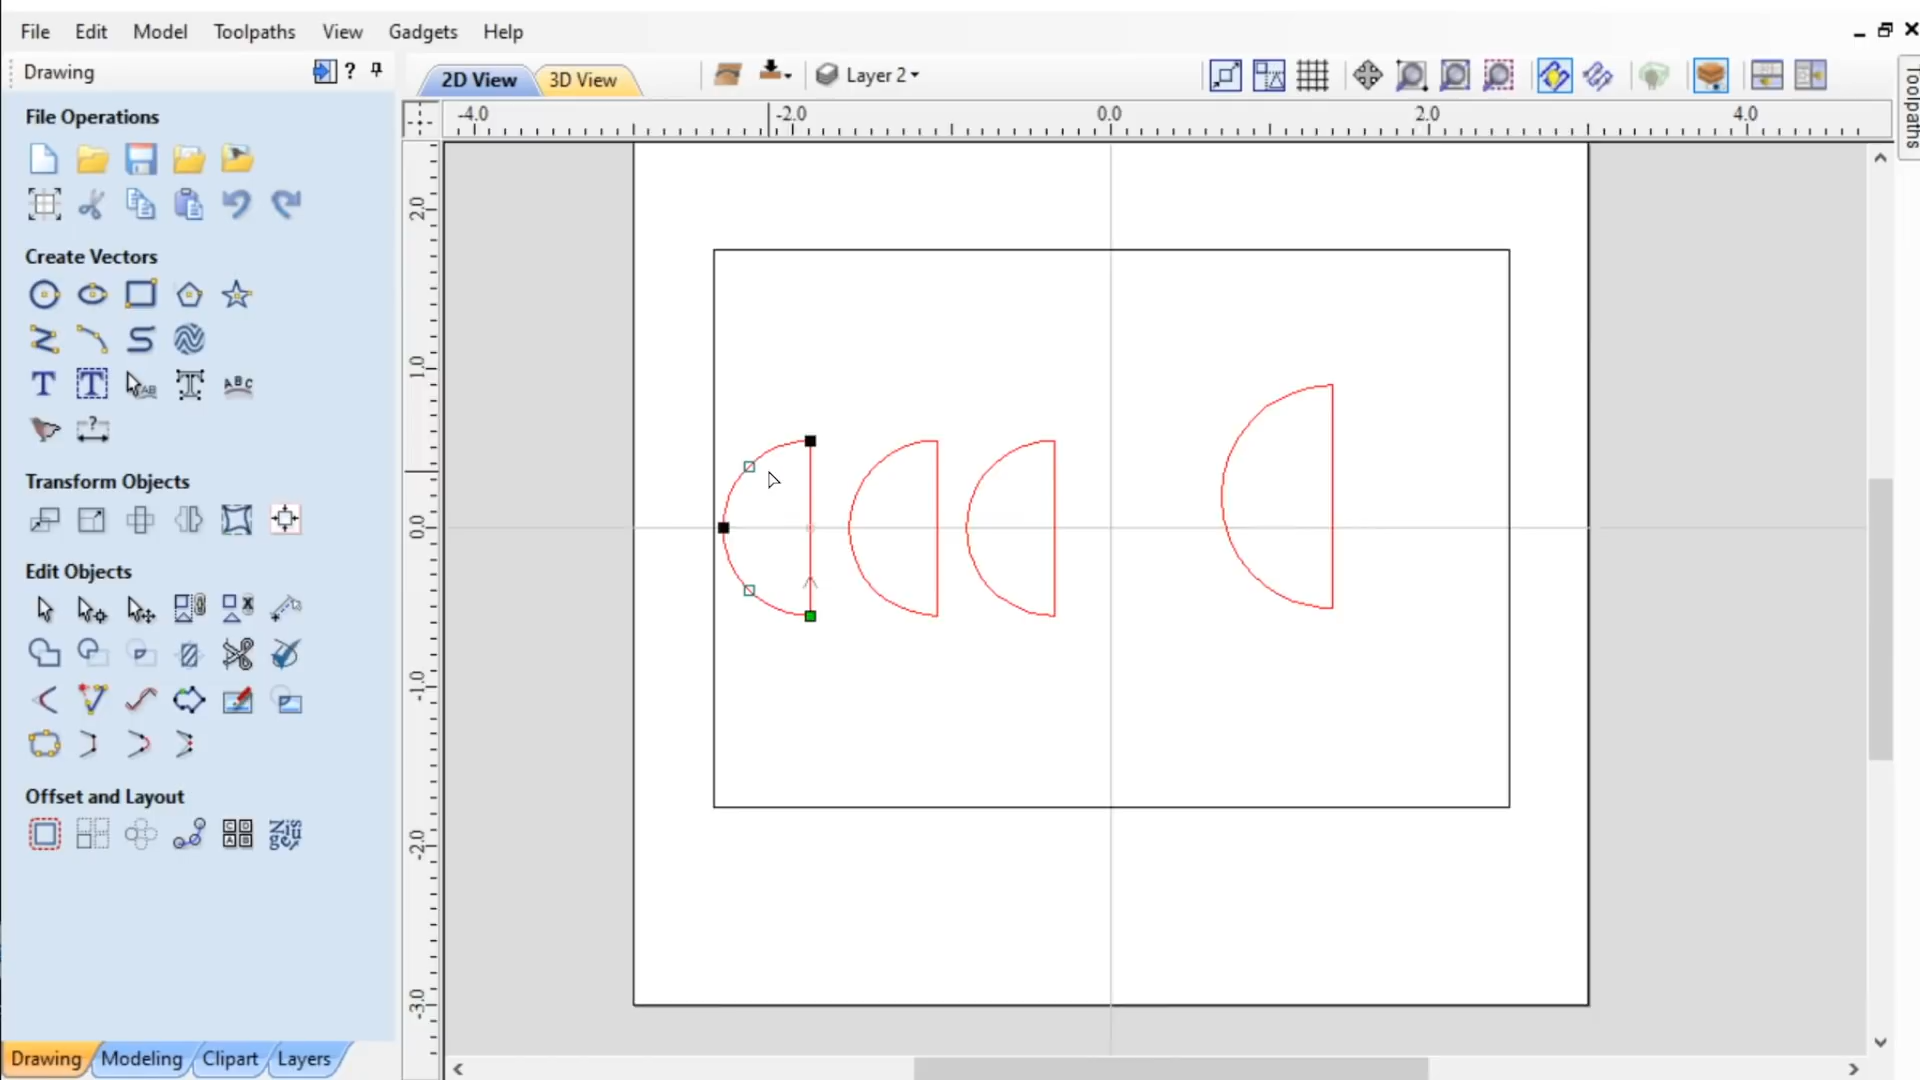 File Edit Model Toolpaths View Gadgets Help
Drawing ?
2D View 3D View Layer 2
Toolpaths
File Operations
-4.0 -2.0 0.0 2.0 4.0
2.0
1.0
0.0
-1.0
-2.0
-3.0
Create Vectors
T T AB T ABC
?
Transform Objects
Edit Objects
Offset and Layout
Drawing Modeling Clipart Layers